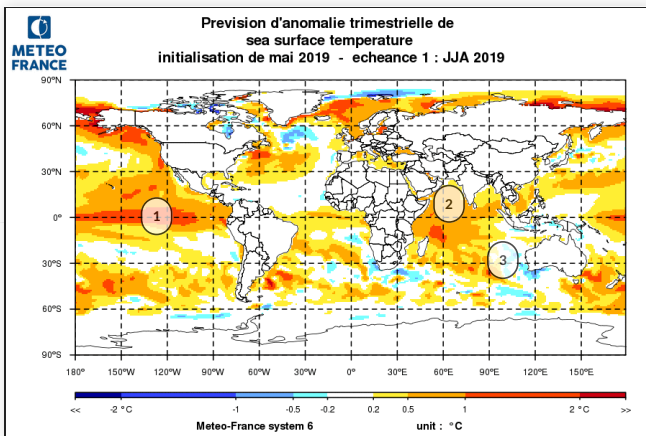 METEO
FRANCE
Prevision d'anomalie trimestrielle de
sea surface temperature
initialisation de mai 2019 - echeance 1 : JJA 2019
90°N
60°N
30°N
0°
30°S
60°S
90°S
1
2
3
180° 150°W 120°W 90°W 60°W 30°W 0° 30°E 60°E 90°E 120°E 150°E 180°
<< -2 °C -1 -0.5 -0.2 0.2 0.5 1 2 °C >>
Meteo-France system 6 unit : °C